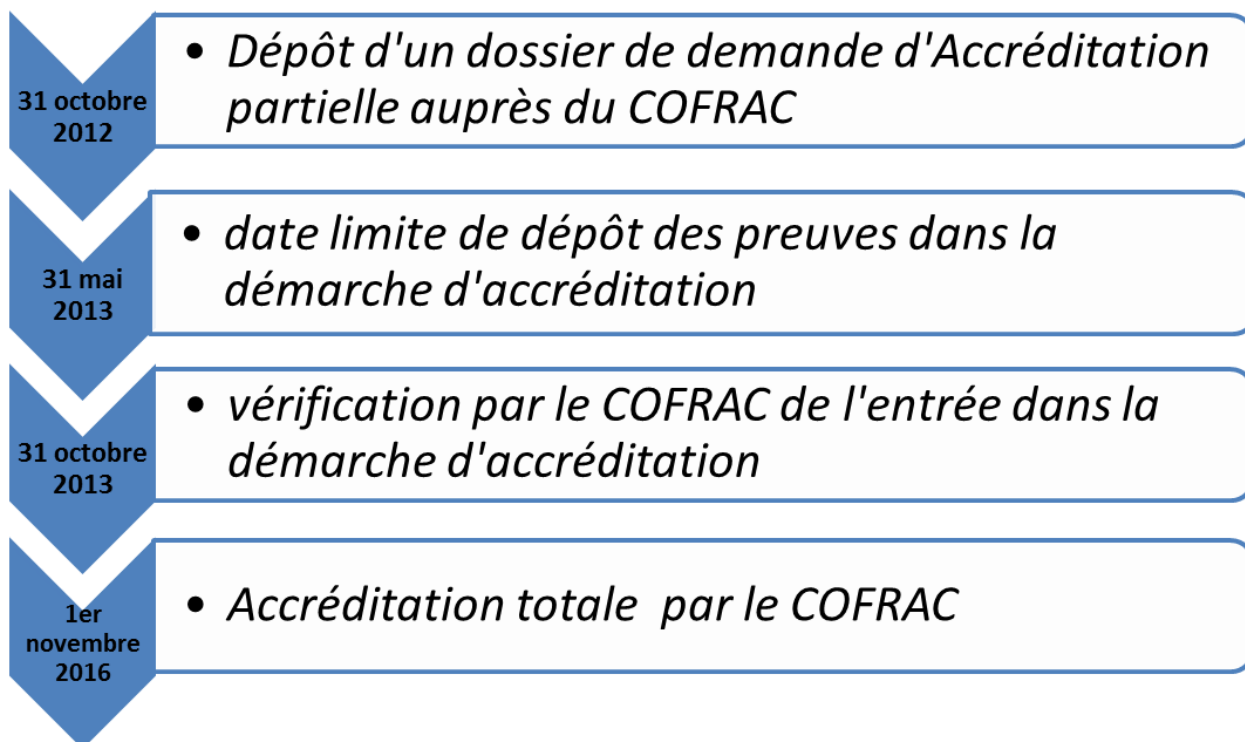 31 octobre
2012
• Dépôt d'un dossier de demande d'Accréditation
partielle auprès du COFRAC
31 mai
2013
• date limite de dépôt des preuves dans la
démarche d'accréditation
31 octobre
2013
• vérification par le COFRAC de l'entrée dans la
démarche d'accréditation
1er
novembre
2016
• Accréditation totale par le COFRAC